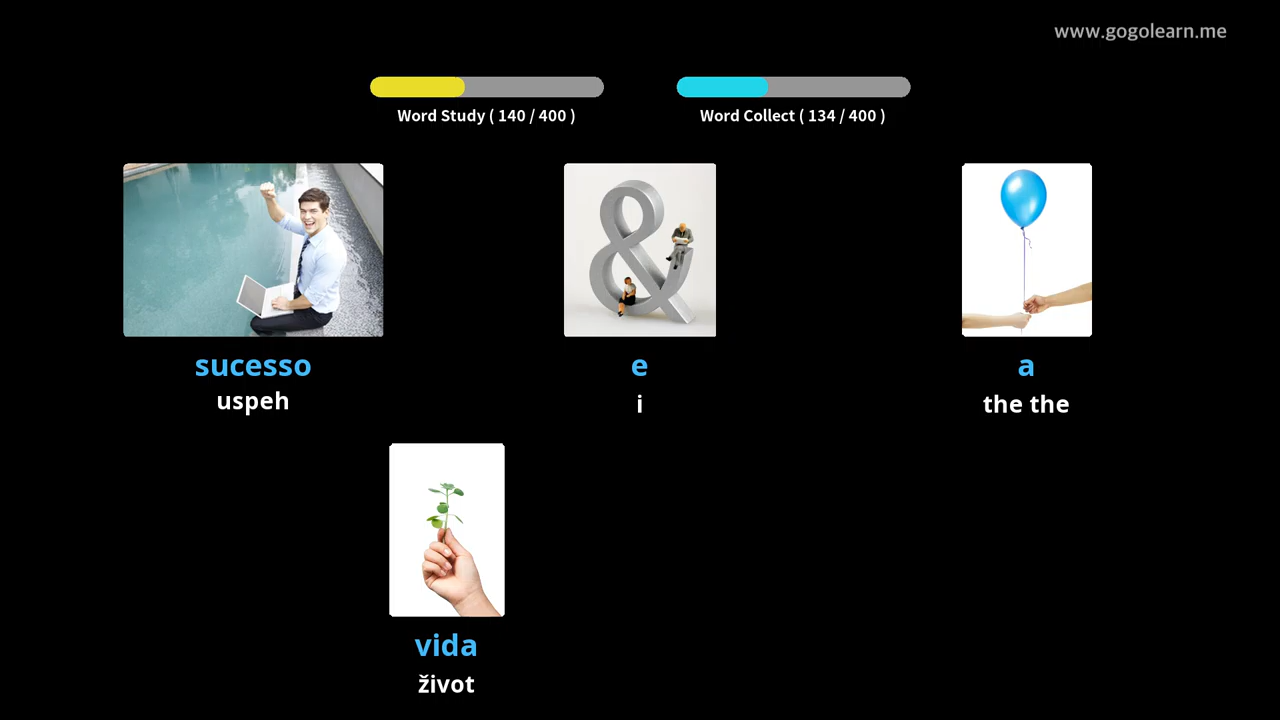 www.gogolearn.me
Word Study ( 140 / 400 )
Word Collect ( 134 / 400 )
sucesso
uspeh
e
i
a
the the
vida
život